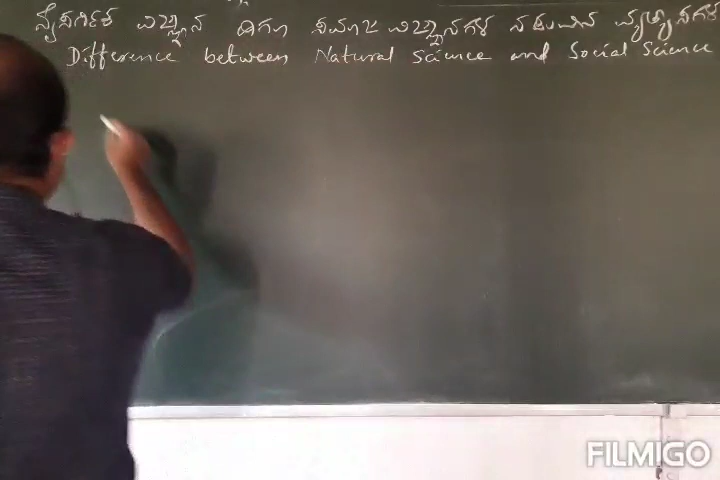 ನೈಸರ್ಗಿಕ ವಿಜ್ಞಾನ ಹಾಗೂ ಸಮಾಜ ವಿಜ್ಞಾನಗಳ ನಡುವಿನ ವ್ಯತ್ಯಾಸಗಳು
Difference between Natural Science and Social Science
FILMIGO